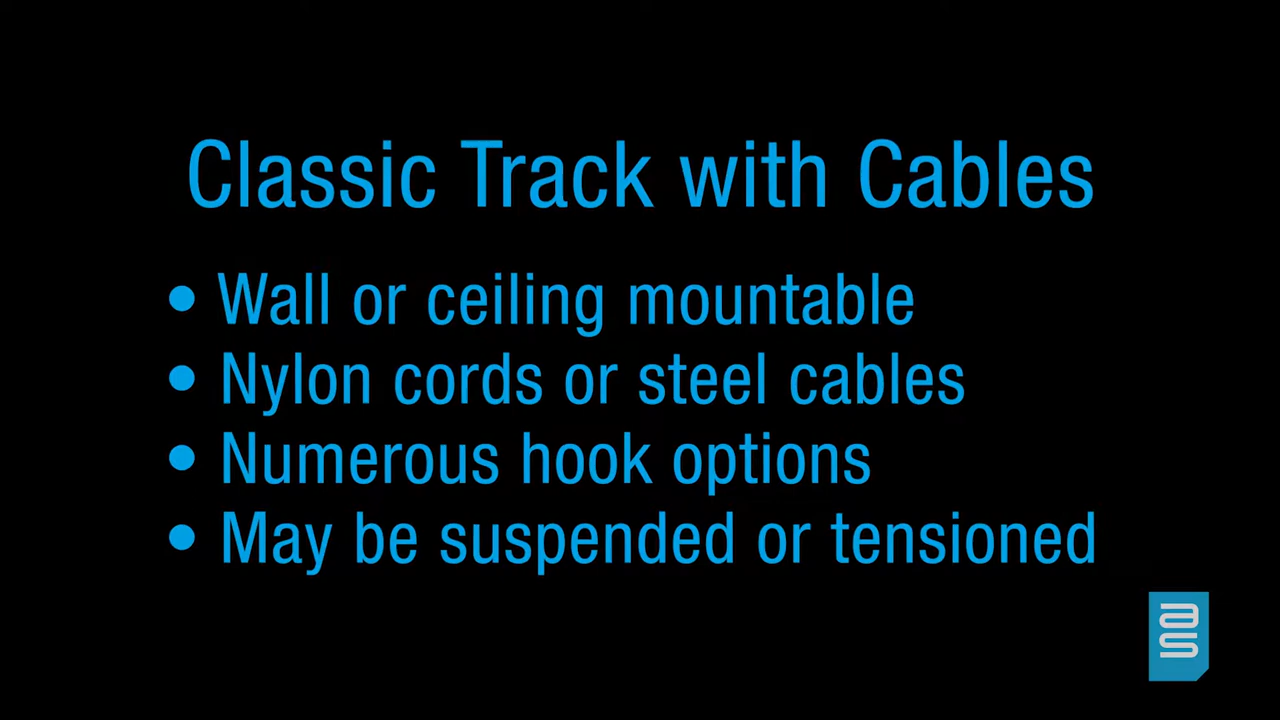 Classic Track with Cables
• Wall or ceiling mountable
• Nylon cords or steel cables
• Numerous hook options
• May be suspended or tensioned